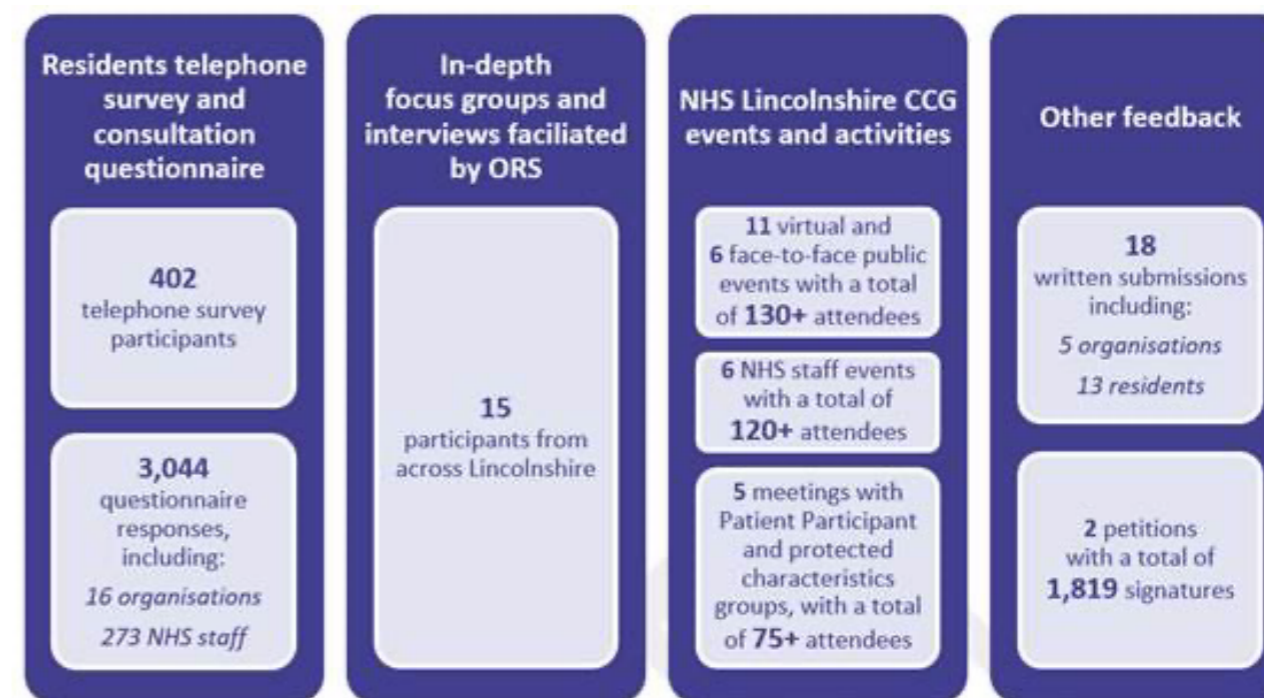 Residents telephone
survey and
consultation
questionnaire
402
telephone survey
participants
3,044
questionnaire
responses,
including:
16 organisations
273 NHS staff
In-depth
focus groups and
interviews faciliated
by ORS
15
participants from
across Lincolnshire
NHS Lincolnshire CCG
events and activities
11 virtual and
6 face-to-face public
events with a total
of 130+ attendees
6 NHS staff events
with a total of
120+ attendees
5 meetings with
Patient Participant
and protected
characteristics
groups, with a total
of 75+ attendees
Other feedback
18
written submissions
including:
5 organisations
13 residents
2 petitions
with a total of
1,819 signatures